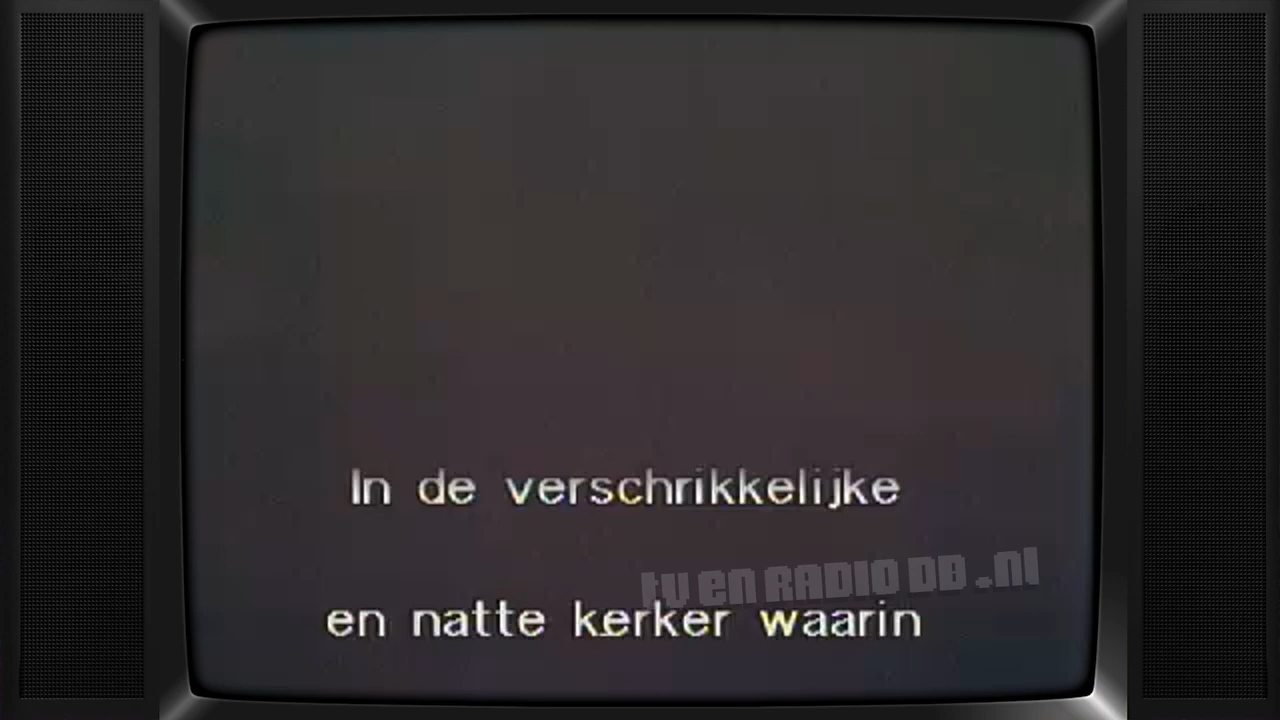 In de verschrikkelijke
tv en RADIO DB .nl
en natte kerker waarin